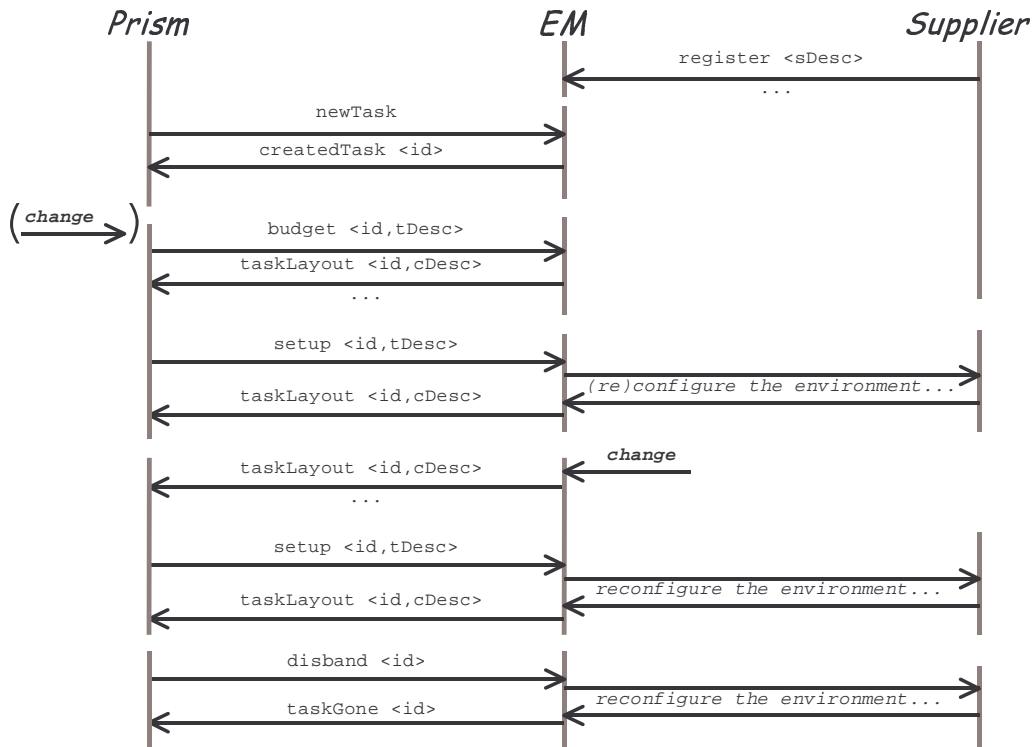 Prism
EM
Supplier
register <sDesc>
...
newTask
createdTask <id>
(change)
budget <id,tDesc>
taskLayout <id,cDesc>
...
setup <id,tDesc>
(re)configure the environment...
taskLayout <id,cDesc>
change
taskLayout <id,cDesc>
...
setup <id,tDesc>
reconfigure the environment...
taskLayout <id,cDesc>
disband <id>
reconfigure the environment...
taskGone <id>